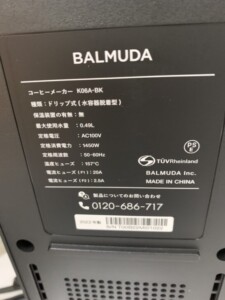 BALMUDA
コーヒーメーカー K06A-BK
種類：ドリップ式（水容器脱着型）
保温装置の有無：無
最大使用水量：0.49L
定格電圧：AC100V
定格消費電力：1450W
定格周波数：50-60Hz
温度ヒューズ：167℃
電流ヒューズ（F1）：20A
電流ヒューズ（F2）：2.5A
PS
E
TÜVRheinland
BALMUDA Inc.
MADE IN CHINA
製品についてのお問い合わせ
0120-686-717